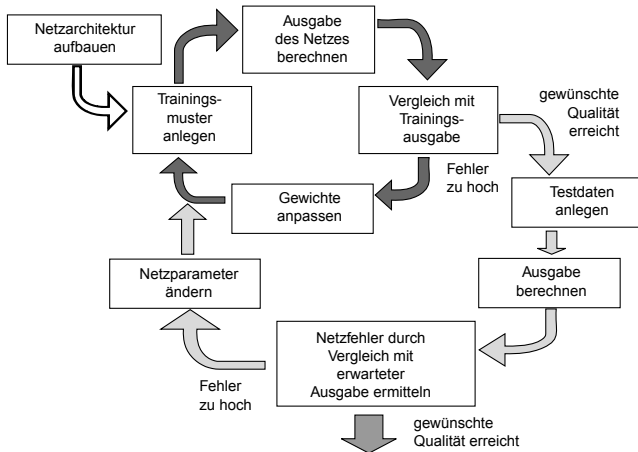 Netzarchitektur
aufbauen
Ausgabe
des Netzes
berechnen
Trainings-
muster
anlegen
Vergleich mit
Trainings-
ausgabe
gewünschte
Qualität
erreicht
Fehler
zu hoch
Gewichte
anpassen
Testdaten
anlegen
Netzparameter
ändern
Ausgabe
berechnen
Netzfehler durch
Vergleich mit
erwarteter
Ausgabe ermitteln
Fehler
zu hoch
gewünschte
Qualität erreicht